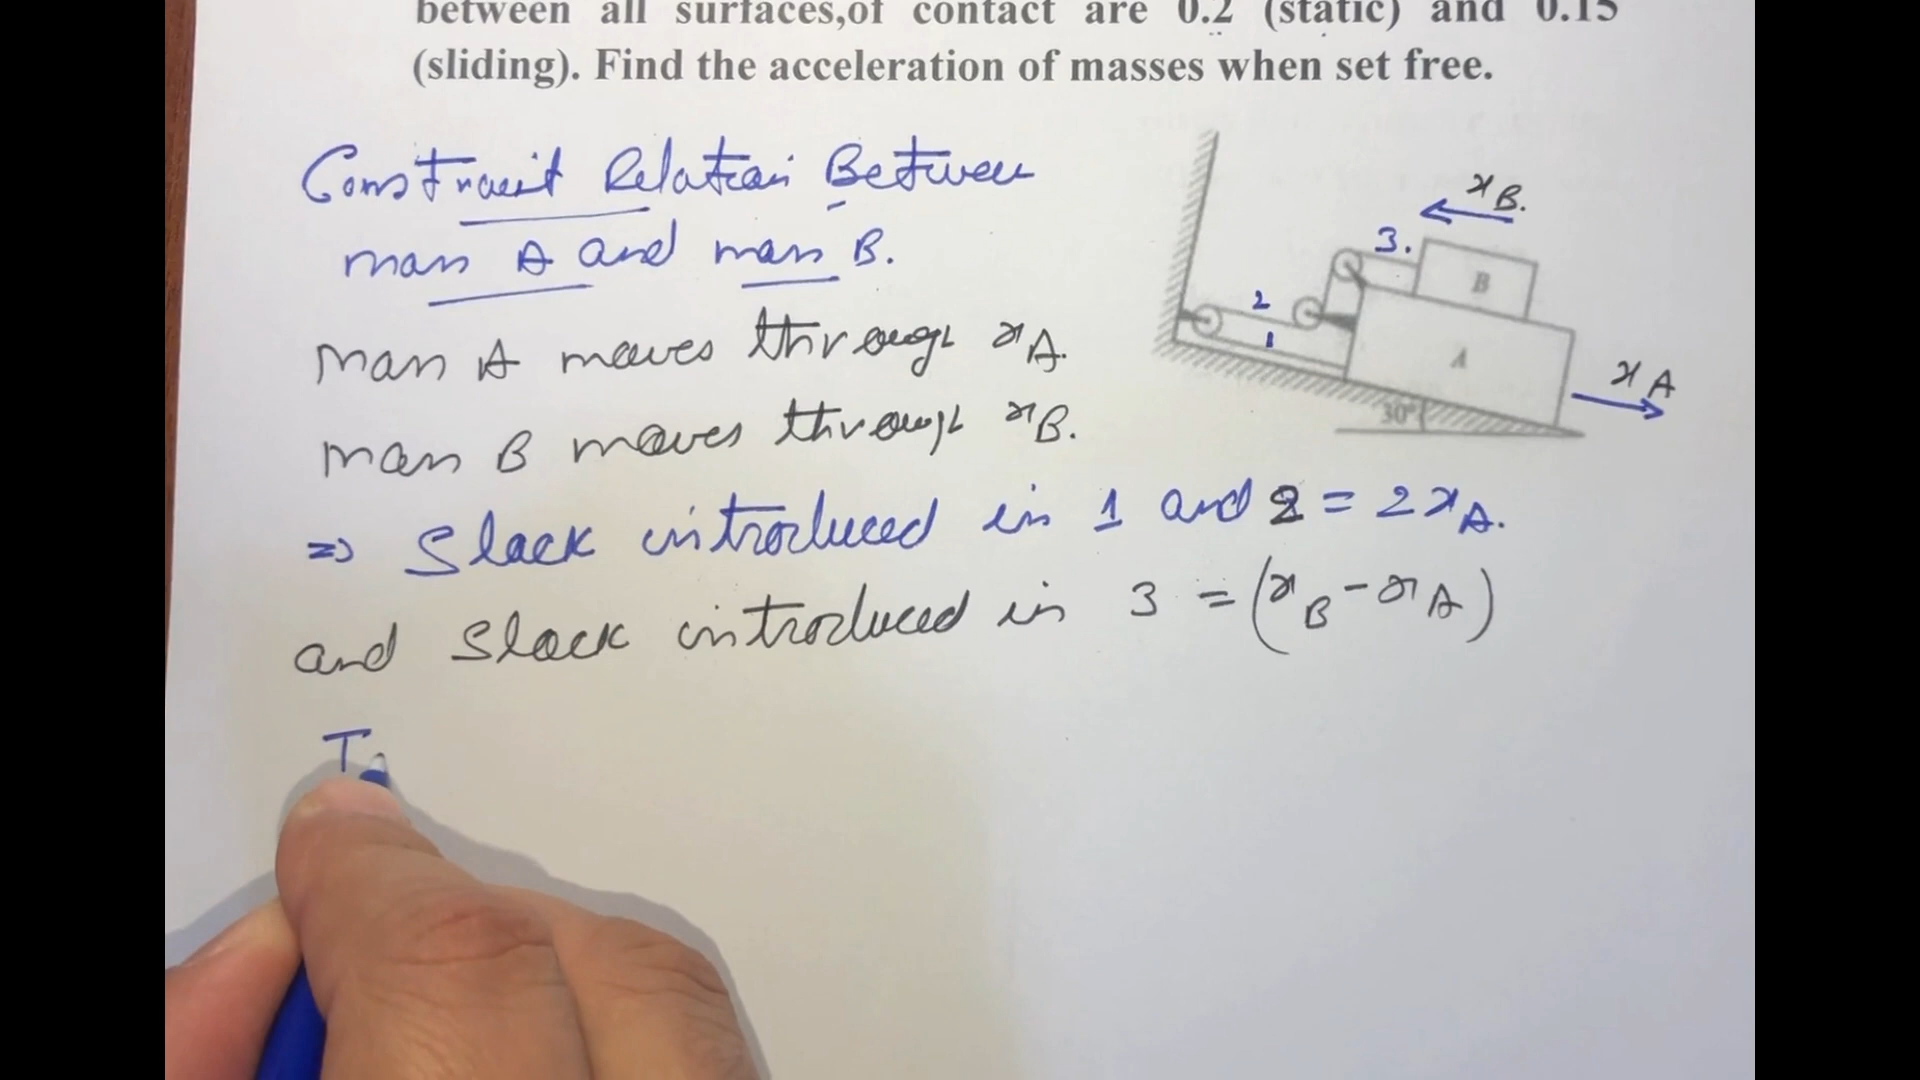 between all surfaces,of contact are 0.2 (static) and 0.15
(sliding). Find the acceleration of masses when set free.
Constraint Relation Between
mass A and mass B.
mass A moves through xA.
mass B moves through xB.
⇒ Slack introduced in 1 and 2 = 2xA.
and Slack introduced in 3 = (xB-xA)
T
xB.
3.
B
2
1
A
xA
30°